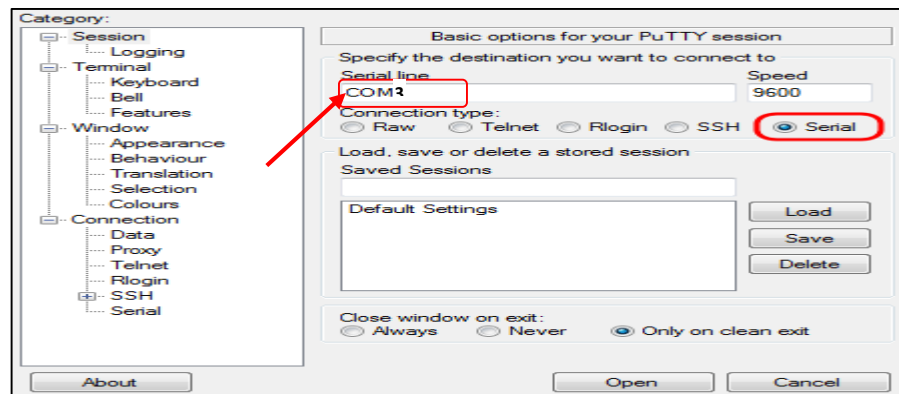 Category:
Session
Logging
Terminal
Keyboard
Bell
Features
Window
Appearance
Behaviour
Translation
Selection
Colours
Connection
Data
Proxy
Telnet
Rlogin
SSH
Serial
Basic options for your PuTTY session
Specify the destination you want to connect to
Serial line Speed
COM3 9600
Connection type:
Raw Telnet Rlogin SSH Serial
Load, save or delete a stored session
Saved Sessions
Default Settings
Load
Save
Delete
Close window on exit:
Always Never Only on clean exit
About Open Cancel